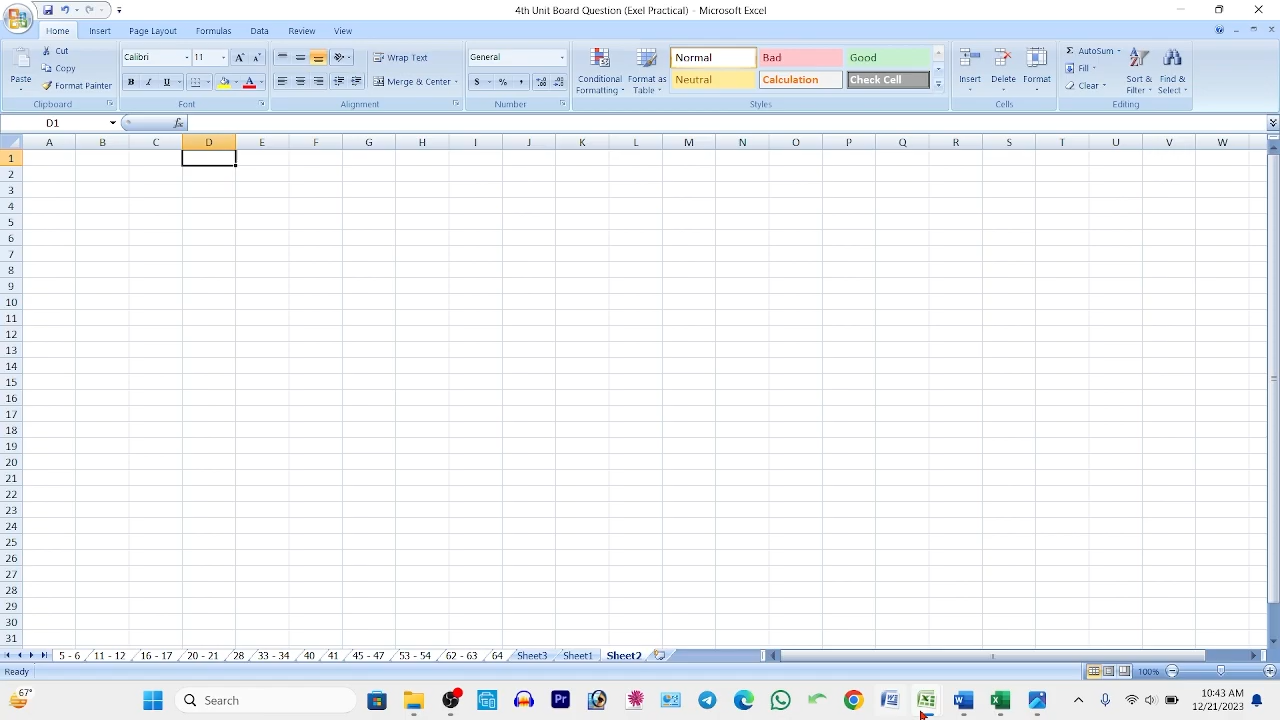 4th Unit Board Question (Exel Practical) - Microsoft Excel
Home Insert Page Layout Formulas Data Review View
Paste Cut Copy Format Painter Clipboard
Calibri 11 A A B I U A Font
Wrap Text Merge & Center Alignment
General $ % , Number
Conditional Formatting Format as Table
Normal Bad Good
Neutral Calculation Check Cell
Styles
Insert Delete Format Cells
Σ AutoSum Fill Clear Sort & Filter Find & Select Editing
D1 fx
A B C D E F G H I J K L M N O P Q R S T U V W
1
2
3
4
5
6
7
8
9
10
11
12
13
14
15
16
17
18
19
20
21
22
23
24
25
26
27
28
29
30
31
5 - 6 11 - 12 16 - 17 20 - 21 28 33 - 34 40 41 45 - 47 53 - 54 62 - 63 64 Sheet3 Sheet1 Sheet2
Ready 100%
67° Search Pr 10:43 AM
12/21/2023